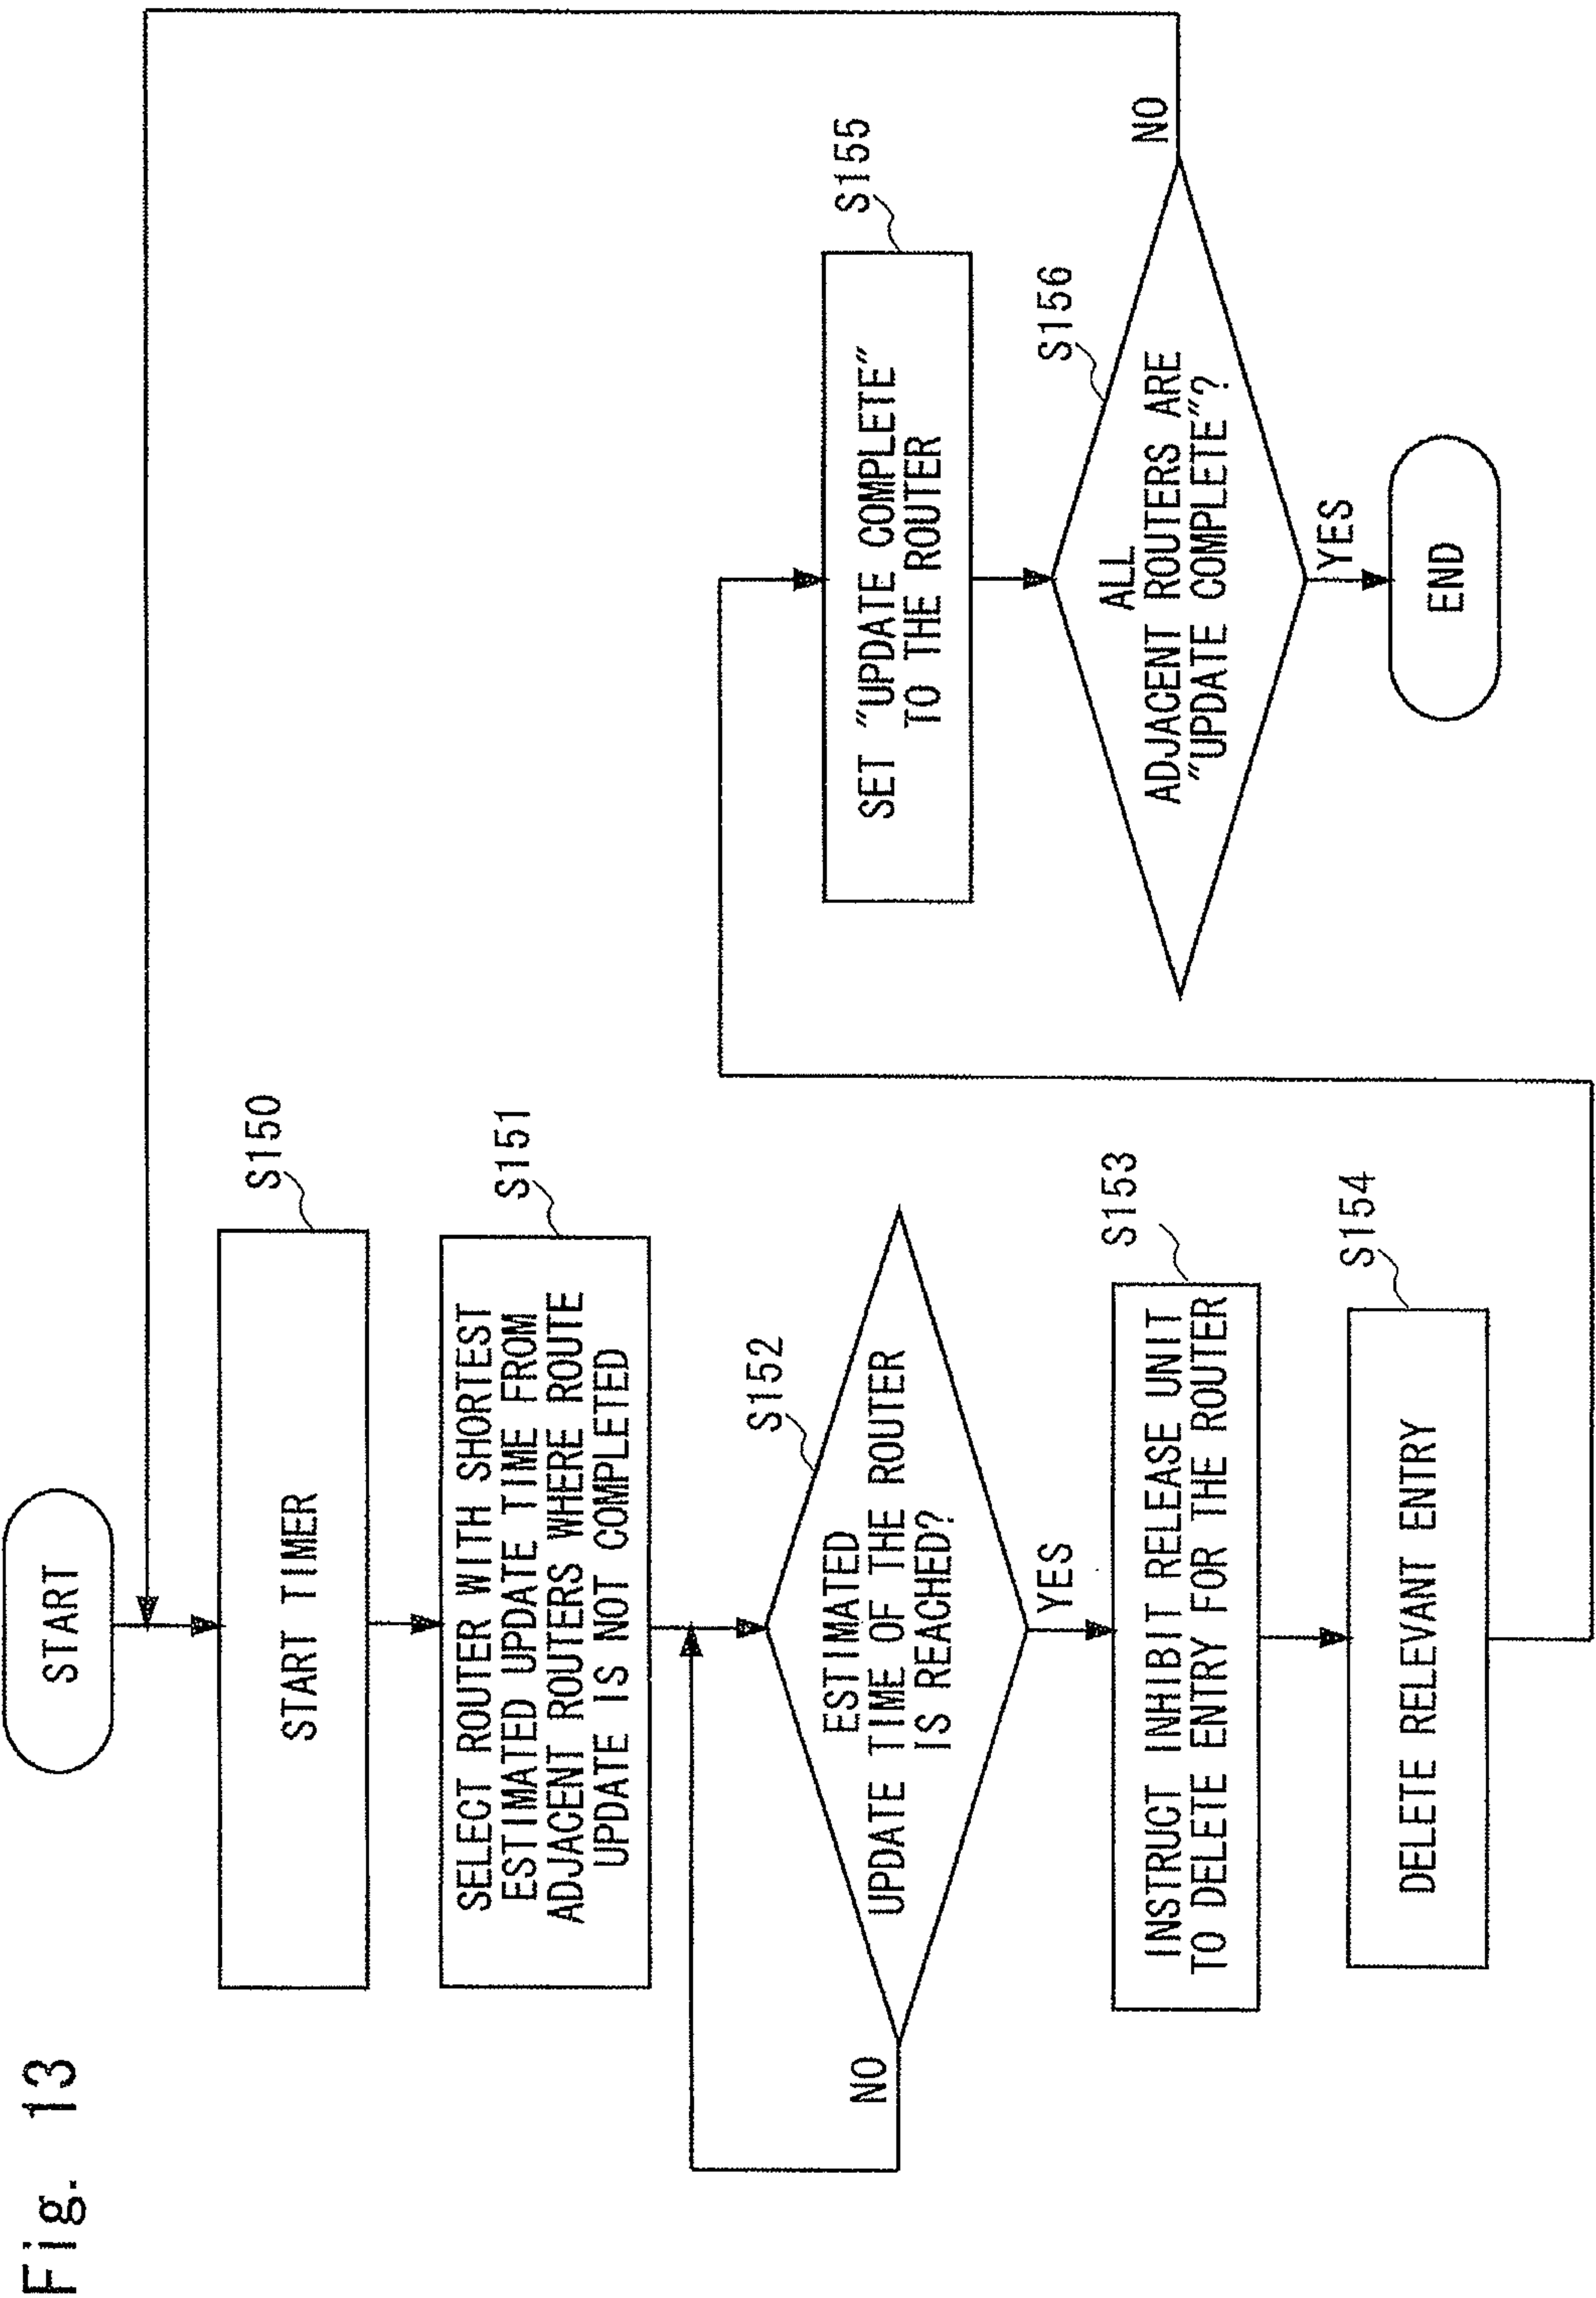 Fig. 13
START
S150
START TIMER
S151
SELECT ROUTER WITH SHORTEST
ESTIMATED UPDATE TIME FROM
ADJACENT ROUTERS WHERE ROUTE
UPDATE IS NOT COMPLETED
S152
ESTIMATED
UPDATE TIME OF THE ROUTER
IS REACHED?
NO
YES
S153
INSTRUCT INHIBIT RELEASE UNIT
TO DELETE ENTRY FOR THE ROUTER
S154
DELETE RELEVANT ENTRY
S155
SET "UPDATE COMPLETE"
TO THE ROUTER
S156
ALL
ADJACENT ROUTERS ARE
"UPDATE COMPLETE"?
NO
YES
END